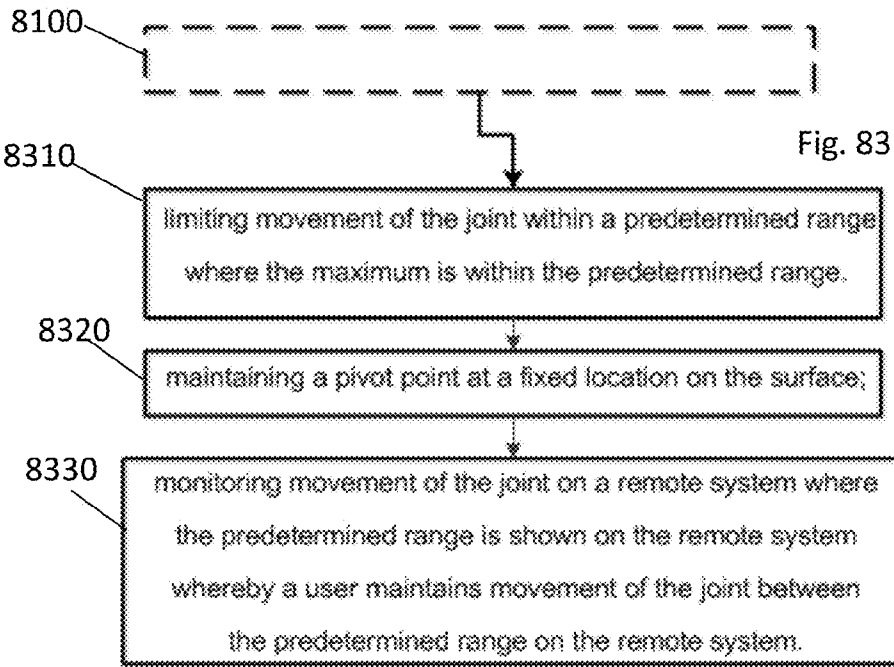 8100
Fig. 83
8310
limiting movement of the joint within a predetermined range
where the maximum is within the predetermined range.
8320
maintaining a pivot point at a fixed location on the surface;
8330
monitoring movement of the joint on a remote system where
the predetermined range is shown on the remote system
whereby a user maintains movement of the joint between
the predetermined range on the remote system.